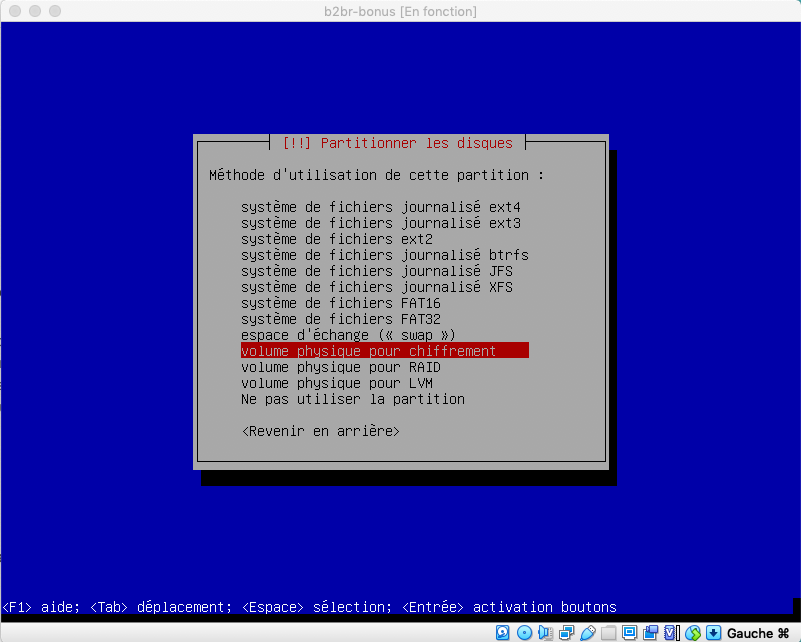 b2br-bonus [En fonction]
[!!] Partitionner les disques
Méthode d'utilisation de cette partition :
système de fichiers journalisé ext4
système de fichiers journalisé ext3
système de fichiers ext2
système de fichiers journalisé btrfs
système de fichiers journalisé JFS
système de fichiers journalisé XFS
système de fichiers FAT16
système de fichiers FAT32
espace d'échange (« swap »)
volume physique pour chiffrement
volume physique pour RAID
volume physique pour LVM
Ne pas utiliser la partition
<Revenir en arrière>
<F1> aide; <Tab> déplacement; <Espace> sélection; <Entrée> activation boutons
Gauche ⌘